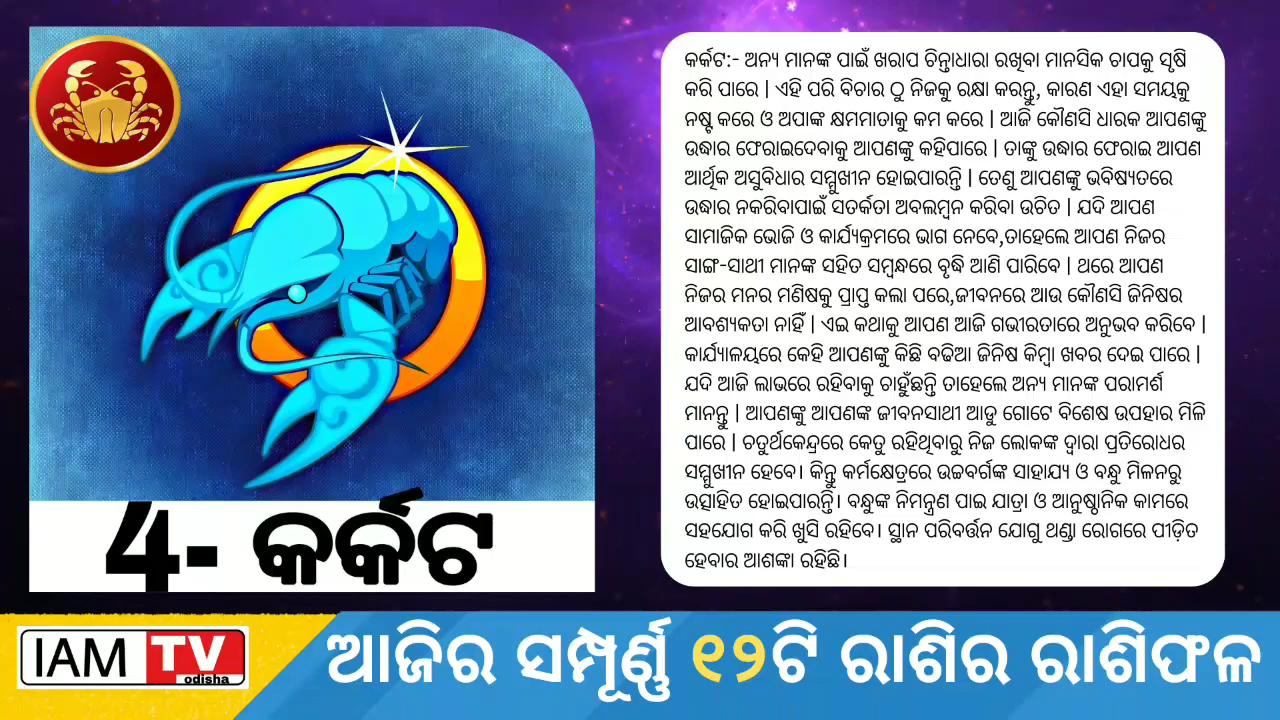 କର୍କଟ:- ଅନ୍ୟ ମାନଙ୍କ ପାଇଁ ଖରାପ ଚିନ୍ତାଧାରା ରଖିବା ମାନସିକ ଚାପକୁ ସୃଷ୍ଟି
କରି ପାରେ | ଏହି ପରି ବିଚାର ଠୁ ନିଜକୁ ରକ୍ଷା କରନ୍ତୁ, କାରଣ ଏହା ସମୟକୁ
ନଷ୍ଟ କରେ ଓ ଅପାଙ୍କ କ୍ଷମମାତାକୁ କମ କରେ | ଆଜି କୌଣସି ଧାରକ ଆପଣଙ୍କୁ
ଉଦ୍ଧାର ଫେରାଇଦେବାକୁ ଆପଣଙ୍କୁ କହିପାରେ | ତାଙ୍କୁ ଉଦ୍ଧାର ଫେରାଇ ଆପଣ
ଆର୍ଥିକ ଅସୁବିଧାର ସମ୍ମୁଖୀନ ହୋଇପାରନ୍ତି | ତେଣୁ ଆପଣଙ୍କୁ ଭବିଷ୍ୟତରେ
ଉଦ୍ଧାର ନକରିବାପାଇଁ ସତର୍କତା ଅବଲମ୍ବନ କରିବା ଉଚିତ | ଯଦି ଆପଣ
ସାମାଜିକ ଭୋଜି ଓ କାର୍ଯ୍ୟକ୍ରମରେ ଭାଗ ନେବେ,ତାହେଲେ ଆପଣ ନିଜର
ସାଙ୍ଗ-ସାଥୀ ମାନଙ୍କ ସହିତ ସମ୍ବନ୍ଧରେ ବୃଦ୍ଧି ଆଣି ପାରିବେ | ଥରେ ଆପଣ
ନିଜର ମନର ମଣିଷକୁ ପ୍ରାପ୍ତ କଲା ପରେ,ଜୀବନରେ ଆଉ କୌଣସି ଜିନିଷର
ଆବଶ୍ୟକତା ନାହିଁ | ଏଇ କଥାକୁ ଆପଣ ଆଜି ଗଭୀରତାରେ ଅନୁଭବ କରିବେ |
କାର୍ଯ୍ୟାଳୟରେ କେହି ଆପଣଙ୍କୁ କିଛି ବଢିଆ ଜିନିଷ କିମ୍ବା ଖବର ଦେଇ ପାରେ |
ଯଦି ଆଜି ଲାଭରେ ରହିବାକୁ ଚାହୁଁଛନ୍ତି ତାହେଲେ ଅନ୍ୟ ମାନଙ୍କ ପରାମର୍ଶ
ମାନନ୍ତୁ | ଆପଣଙ୍କୁ ଆପଣଙ୍କ ଜୀବନସାଥୀ ଆଡୁ ଗୋଟେ ବିଶେଷ ଉପହାର ମିଳି
ପାରେ | ଚତୁର୍ଥକେନ୍ଦ୍ରରେ କେତୁ ରହିଥିବାରୁ ନିଜ ଲୋକଙ୍କ ଦ୍ୱାରା ପ୍ରତିରୋଧର
ସମ୍ମୁଖୀନ ହେବେ। କିନ୍ତୁ କର୍ମକ୍ଷେତ୍ରରେ ଉଚ୍ଚବର୍ଗଙ୍କ ସାହାଯ୍ୟ ଓ ବନ୍ଧୁ ମିଳନରୁ
ଉତ୍ସାହିତ ହୋଇପାରନ୍ତି। ବନ୍ଧୁଙ୍କ ନିମନ୍ତ୍ରଣ ପାଇ ଯାତ୍ରା ଓ ଆନୁଷ୍ଠାନିକ କାମରେ
ସହଯୋଗ କରି ଖୁସି ରହିବେ। ସ୍ଥାନ ପରିବର୍ତ୍ତନ ଯୋଗୁ ଥଣ୍ଡା ରୋଗରେ ପୀଡ଼ିତ
ହେବାର ଆଶଙ୍କା ରହିଛି।
4- କର୍କଟ
IAM TV
odisha
ଆଜିର ସମ୍ପୂର୍ଣ୍ଣ ୧୨ଟି ରାଶିର ରାଶିଫଳ